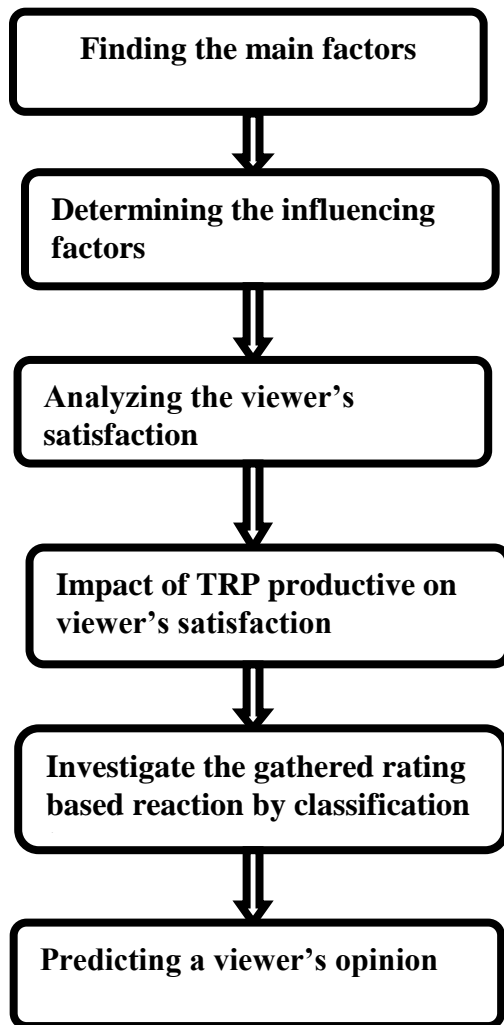 Finding the main factors
Determining the influencing
factors
Analyzing the viewer’s
satisfaction
Impact of TRP productive on
viewer’s satisfaction
Investigate the gathered rating
based reaction by classification
Predicting a viewer’s opinion